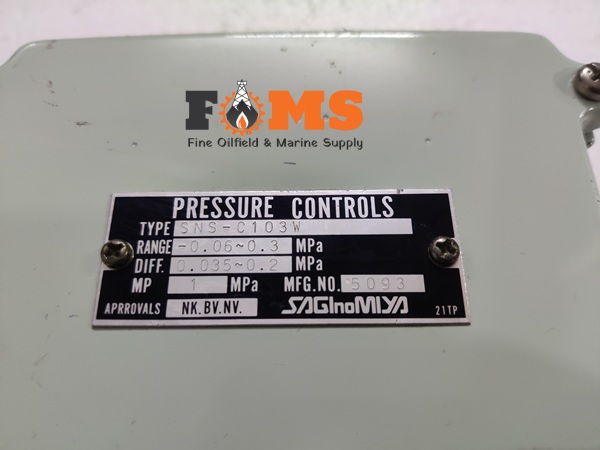 FOMS
Fine Oilfield & Marine Supply
PRESSURE CONTROLS
TYPE SNS-C103W
RANGE -0.06~0.3 MPa
DIFF. 0.035~0.2 MPa
MP 1 MPa MFG.NO. 5093
APRROVALS NK.BV.NV. SAGInoMIYA 21TP